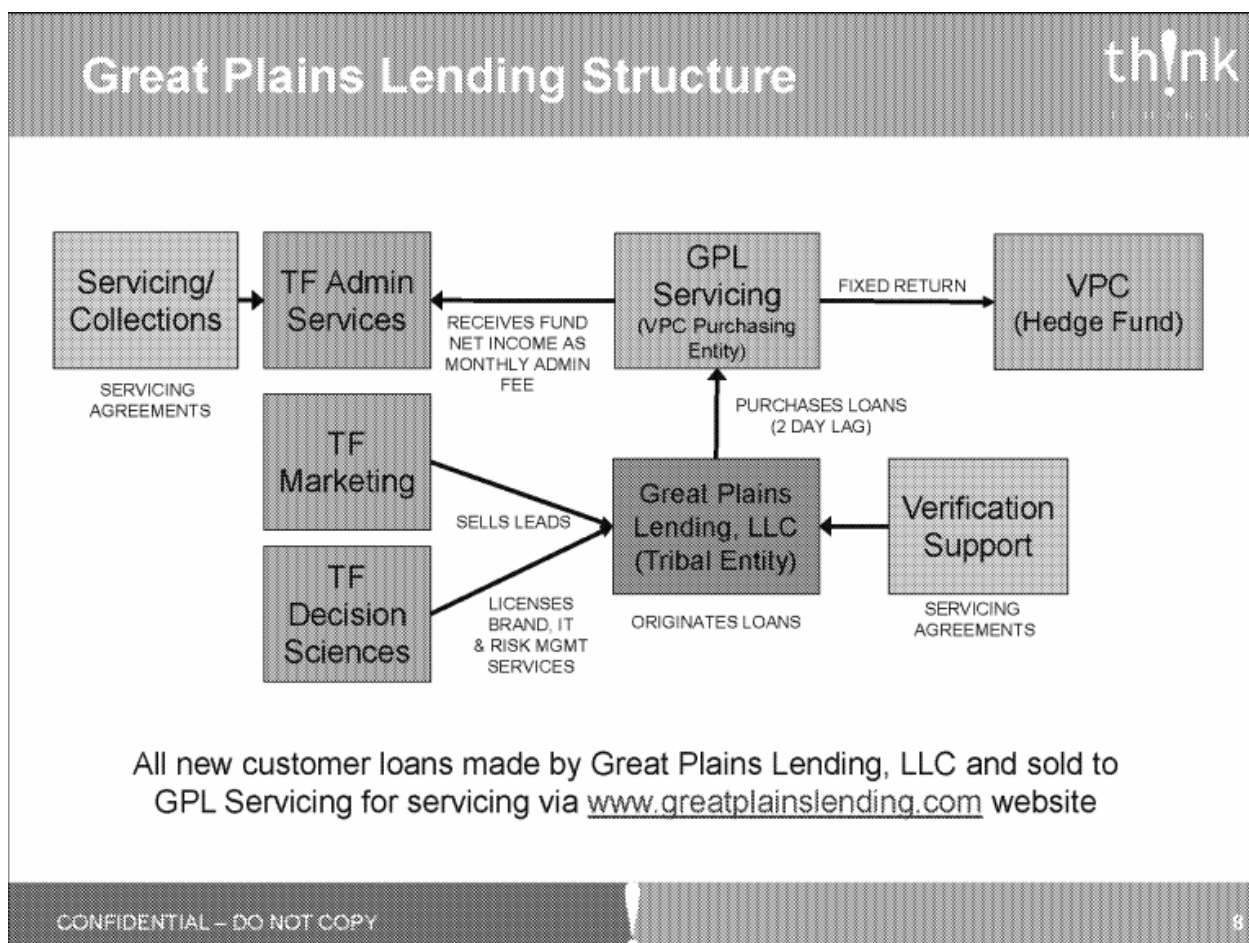 Great Plains Lending Structure
th!nk
FINANCE
Servicing/
Collections
SERVICING
AGREEMENTS
TF Admin
Services
RECEIVES FUND
NET INCOME AS
MONTHLY ADMIN
FEE
GPL
Servicing
(VPC Purchasing
Entity)
FIXED RETURN
VPC
(Hedge Fund)
PURCHASES LOANS
(2 DAY LAG)
TF
Marketing
SELLS LEADS
TF
Decision
Sciences
LICENSES
BRAND, IT
& RISK MGMT
SERVICES
Great Plains
Lending, LLC
(Tribal Entity)
ORIGINATES LOANS
Verification
Support
SERVICING
AGREEMENTS
All new customer loans made by Great Plains Lending, LLC and sold to
GPL Servicing for servicing via www.greatplainslending.com website
CONFIDENTIAL – DO NOT COPY
8